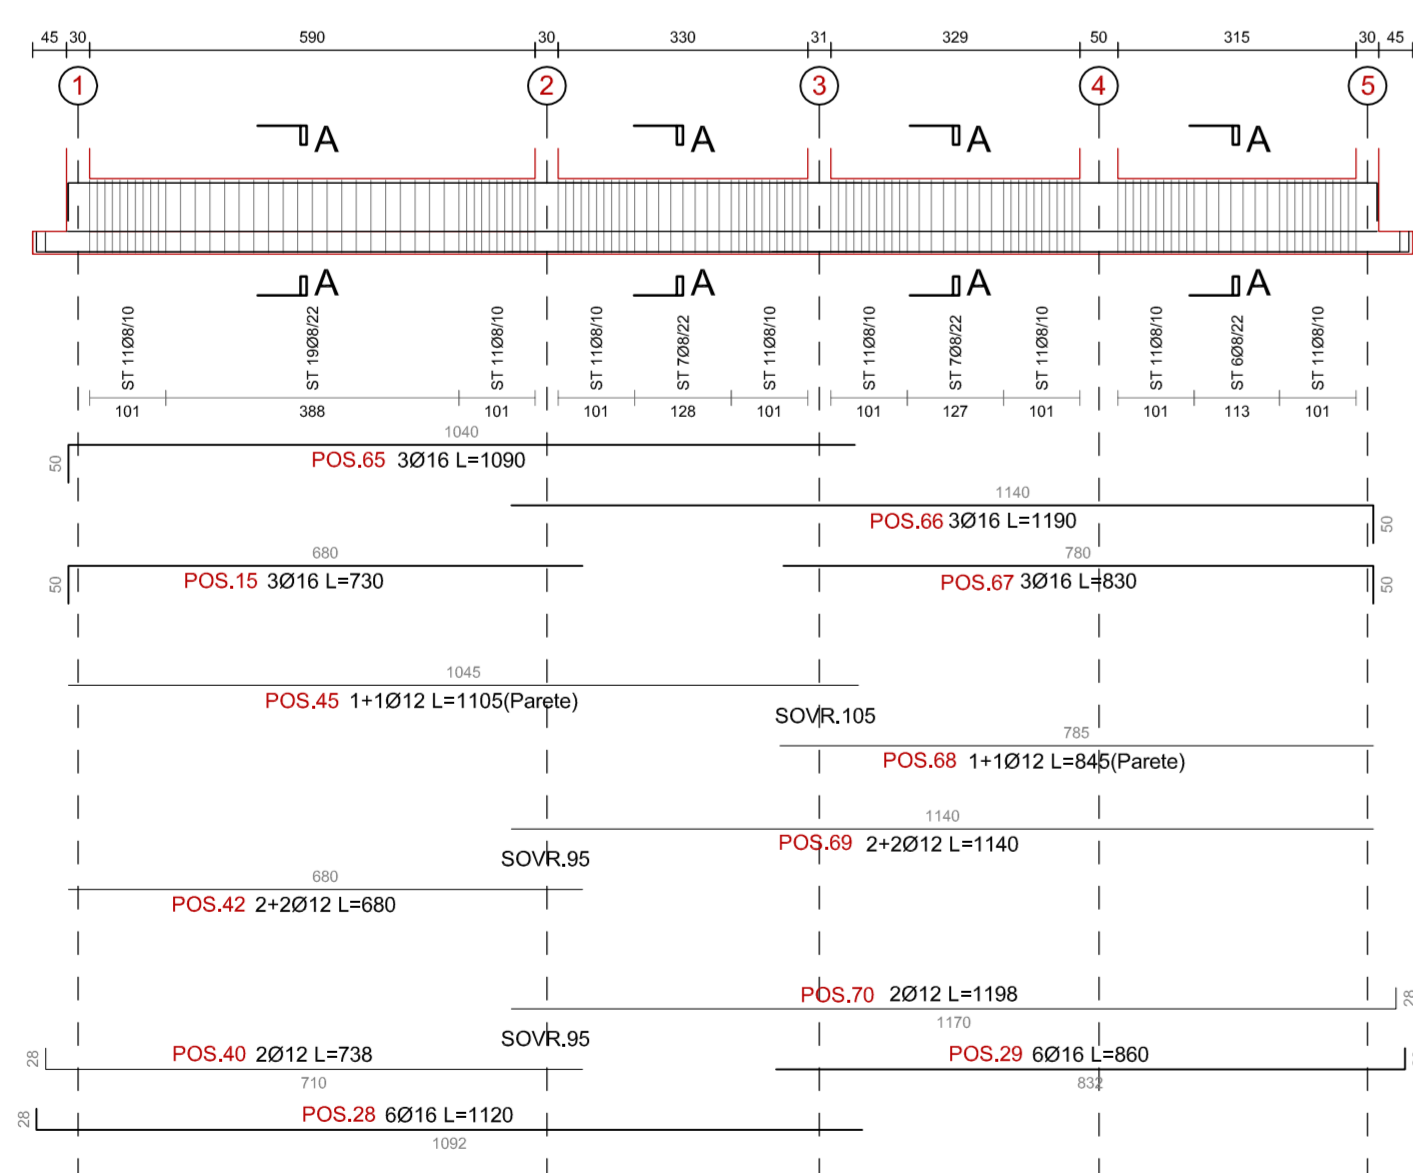 45 30 590 30 330 31 329 50 315 30 45
1 2 3 4 5
A A A A
A A A A
ST 11Ø8/10 ST 19Ø8/22 ST 11Ø8/10 ST 11Ø8/10 ST 7Ø8/22 ST 11Ø8/10 ST 11Ø8/10 ST 7Ø8/22 ST 11Ø8/10 ST 11Ø8/10 ST 6Ø8/22 ST 11Ø8/10
101 388 101 101 128 101 101 127 101 101 113 101
1040
50 POS.65 3Ø16 L=1090
1140
POS.66 3Ø16 L=1190 50
680 780
50 POS.15 3Ø16 L=730 POS.67 3Ø16 L=830 50
1045
POS.45 1+1Ø12 L=1105(Parete)
SOVR.105
785
POS.68 1+1Ø12 L=845(Parete)
1140
POS.69 2+2Ø12 L=1140
SOVR.95
680
POS.42 2+2Ø12 L=680
POS.70 2Ø12 L=1198 28
1170
SOVR.95
28 POS.40 2Ø12 L=738 POS.29 6Ø16 L=860
710 832
28 POS.28 6Ø16 L=1120
1092